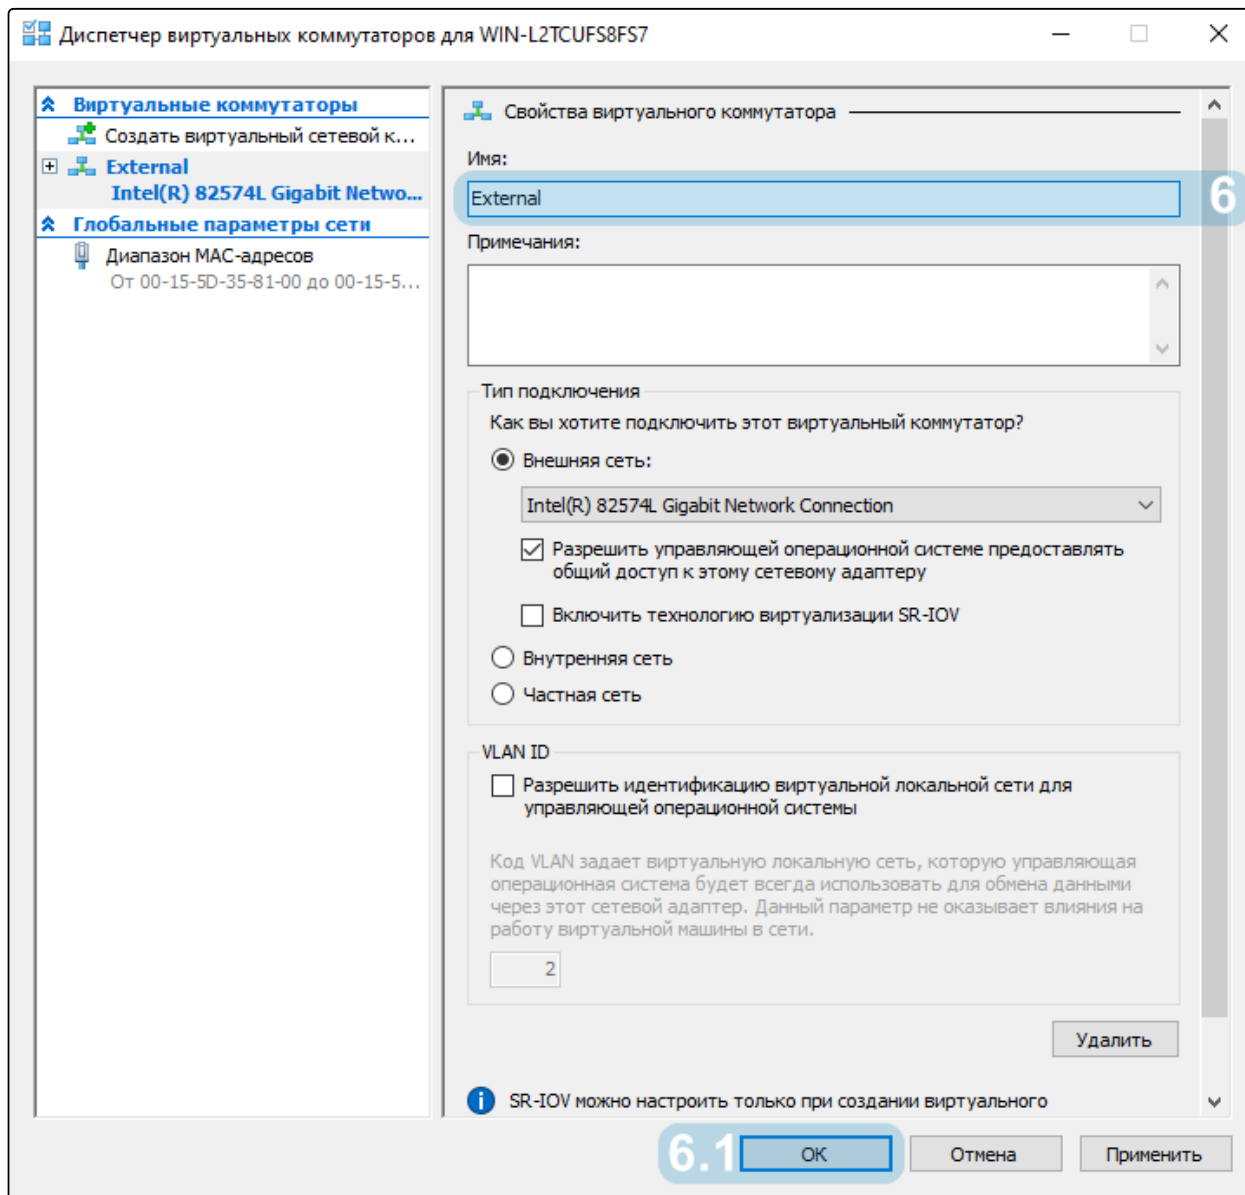 Диспетчер виртуальных коммутаторов для WIN-L2TCUFS8FS7
Виртуальные коммутаторы
Создать виртуальный сетевой к...
External
Intel(R) 82574L Gigabit Netwo...
Глобальные параметры сети
Диапазон MAC-адресов
От 00-15-5D-35-81-00 до 00-15-5...
Свойства виртуального коммутатора
Имя:
External
6
Примечания:
Тип подключения
Как вы хотите подключить этот виртуальный коммутатор?
Внешняя сеть:
Intel(R) 82574L Gigabit Network Connection
Разрешить управляющей операционной системе предоставлять
общий доступ к этому сетевому адаптеру
Включить технологию виртуализации SR-IOV
Внутренняя сеть
Частная сеть
VLAN ID
Разрешить идентификацию виртуальной локальной сети для
управляющей операционной системы
Код VLAN задает виртуальную локальную сеть, которую управляющая
операционная система будет всегда использовать для обмена данными
через этот сетевой адаптер. Данный параметр не оказывает влияния на
работу виртуальной машины в сети.
2
Удалить
SR-IOV можно настроить только при создании виртуального
6.1
ОК
Отмена
Применить